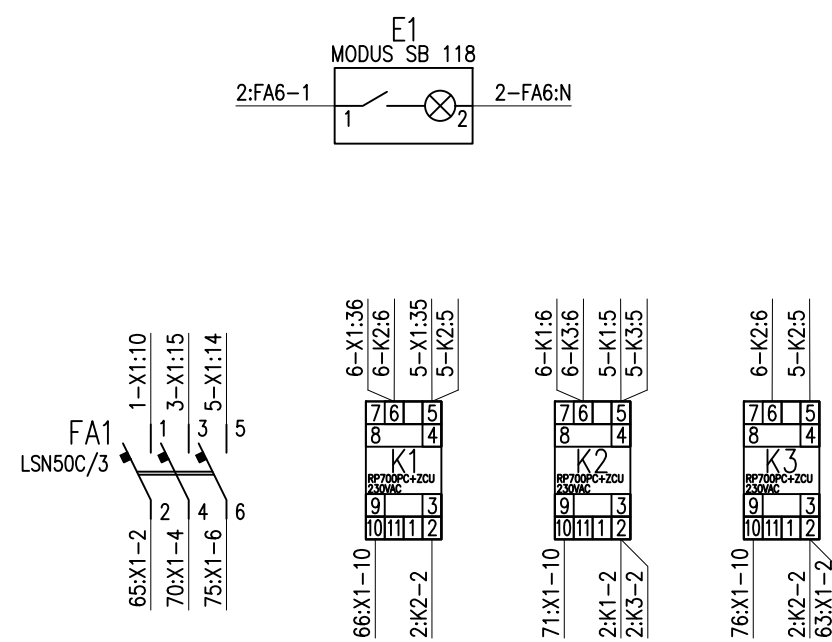 E1
MODUS SB 118
2:FA6-1
2-FA6:N
1
2
1-X1:10
3-X1:15
5-X1:14
FA1
LSN50C/3
1
3
5
2
4
6
65:X1-2
70:X1-4
75:X1-6
6-X1:36
6-K2:6
5-X1:35
5-K2:5
7 6 5
8 4
K1
RP700PC+ZCU
230VAC
9 3
10 11 1 2
66:X1-10
2:K2-2
6-K1:6
6-K3:6
5-K1:5
5-K3:5
7 6 5
8 4
K2
RP700PC+ZCU
230VAC
9 3
10 11 1 2
71:X1-10
2:K1-2
2:K3-2
6-K2:6
5-K2:5
7 6 5
8 4
K3
RP700PC+ZCU
230VAC
9 3
10 11 1 2
76:X1-10
2:K2-2
63:X1-2